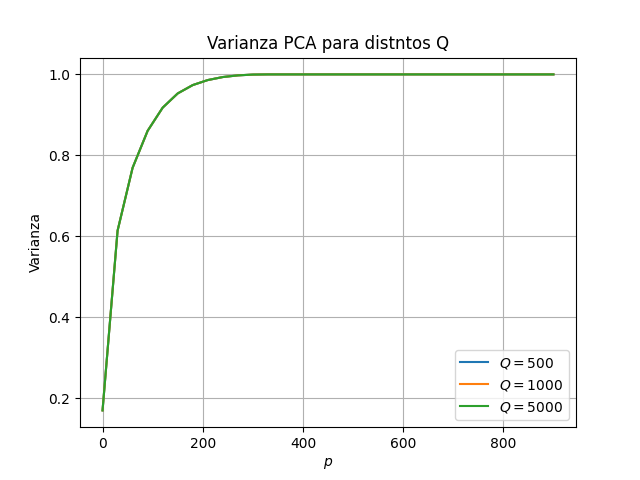 Varianza PCA para distntos Q
1.0
0.8
0.6
0.4
0.2
Varianza
0 200 400 600 800
p
Q = 500
Q = 1000
Q = 5000